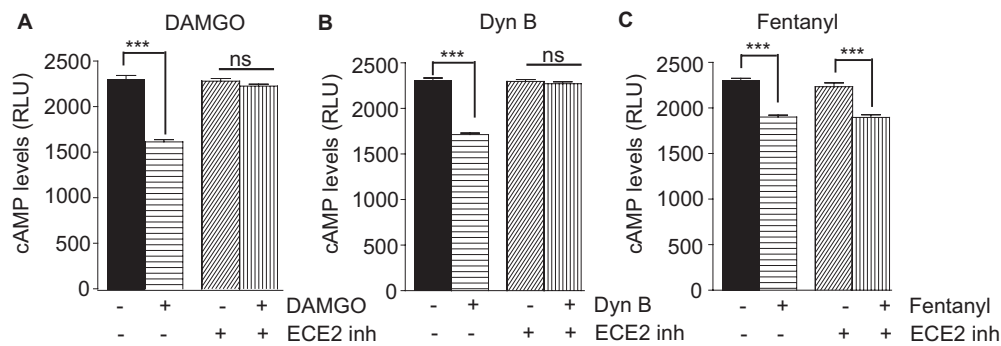 A
DAMGO
cAMP levels (RLU)
2500
2000
1500
1000
500
0
***
ns
- + - + DAMGO
- - + + ECE2 inh
B
Dyn B
cAMP levels (RLU)
2500
2000
1500
1000
500
0
***
ns
- + - + Dyn B
- - + + ECE2 inh
C
Fentanyl
cAMP levels (RLU)
2500
2000
1500
1000
500
0
***
***
- + - + Fentanyl
- - + + ECE2 inh